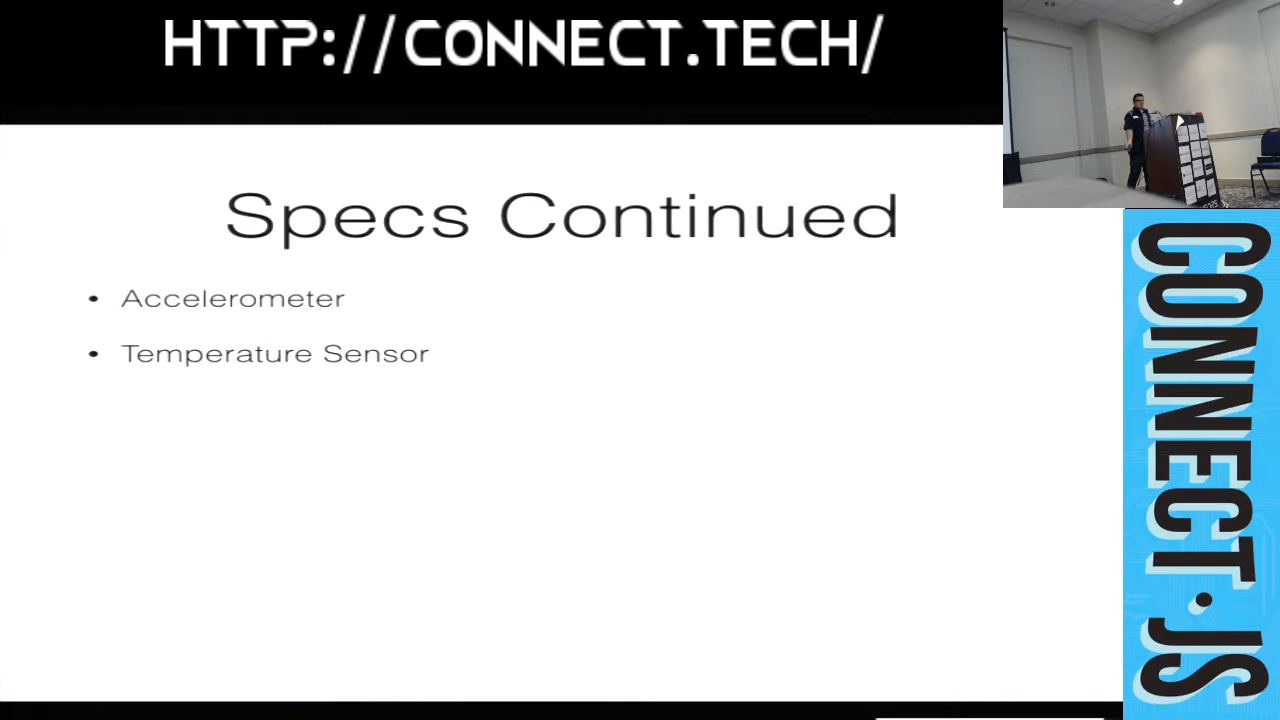 HTTP://CONNECT.TECH/
Specs Continued
• Accelerometer
• Temperature Sensor
CONNECT.JS